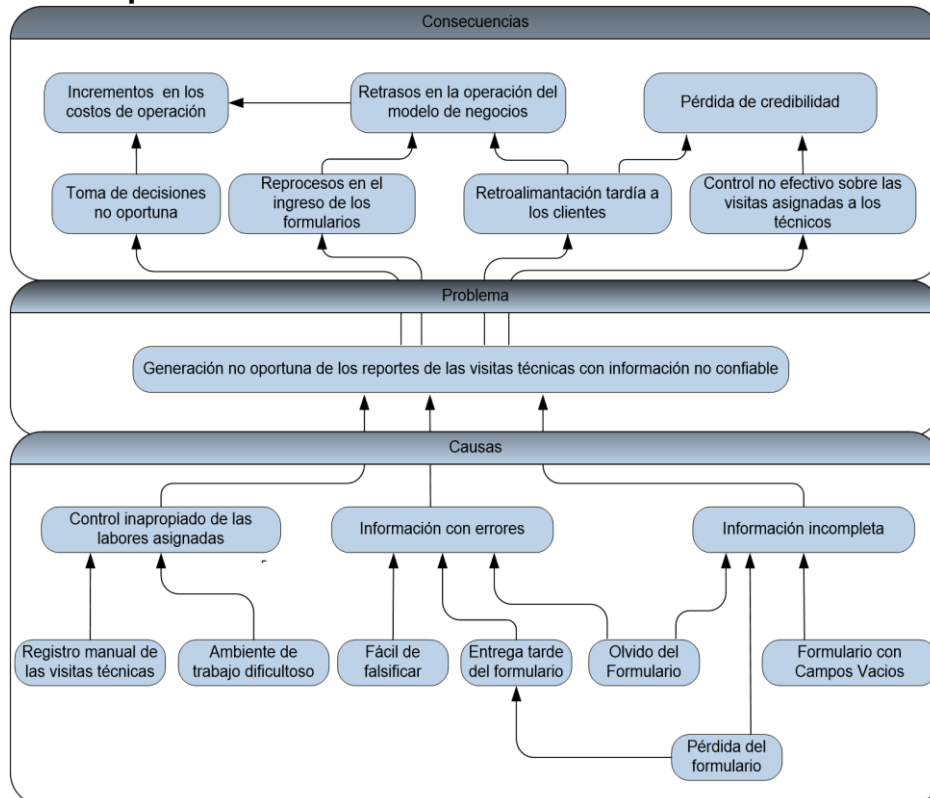 Consecuencias
Incrementos en los
costos de operación
Retrasos en la operación del
modelo de negocios
Pérdida de credibilidad
Toma de decisiones
no oportuna
Reprocesos en el
ingreso de los
formularios
Retroalimentación tardía a
los clientes
Control no efectivo sobre las
visitas asignadas a los
técnicos
Problema
Generación no oportuna de los reportes de las visitas técnicas con información no confiable
Causas
Control inapropiado de las
labores asignadas
Información con errores
Información incompleta
Registro manual de
las visitas técnicas
Ambiente de
trabajo dificultoso
Fácil de
falsificar
Entrega tarde
del formulario
Olvido del
Formulario
Formulario con
Campos Vacios
Pérdida del
formulario